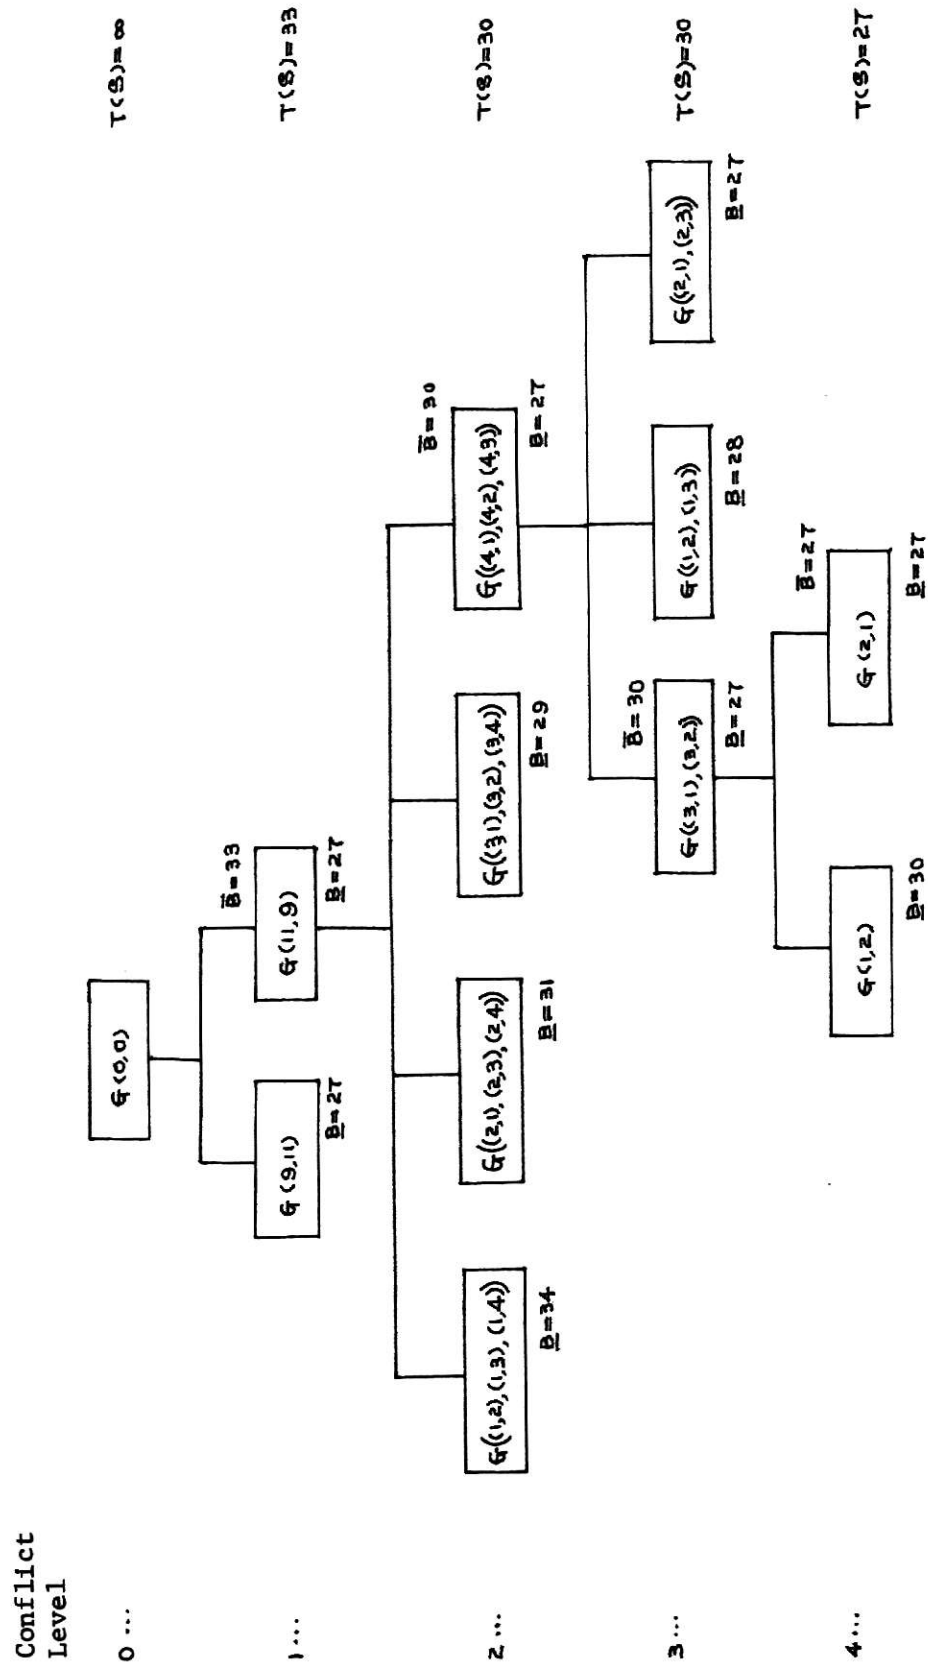 Conflict
Level
0 ...
G(0,0)
T(S)=∞
1 ...
B̅=33
G(9,11)
G(11,9)
T(S)=33
B̲=27
B̲=27
2 ...
B̅=30
G((1,2),(1,3),(1,4))
G((2,1),(2,3),(2,4))
G((3,1),(3,2),(3,4))
G((4,1),(4,2),(4,3))
T(S)=30
B̲=34
B̲=31
B̲=29
B̲=27
3 ...
B̅=30
G((3,1),(3,2))
G((1,2),(1,3))
G((2,1),(2,3))
T(S)=30
B̲=27
B̲=28
B̲=27
4 ...
B̅=27
G(1,2)
G(2,1)
T(S)=27
B̲=30
B̲=27